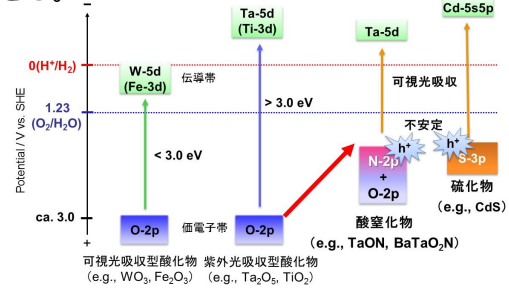 Potential / V vs. SHE
−
0(H⁺/H₂)
1.23
(O₂/H₂O)
ca. 3.0
+
W-5d
(Fe-3d)
伝導帯
< 3.0 eV
O-2p
価電子帯
可視光吸収型酸化物
(e.g., WO₃, Fe₂O₃)
Ta-5d
(Ti-3d)
> 3.0 eV
O-2p
紫外光吸収型酸化物
(e.g., Ta₂O₅, TiO₂)
Ta-5d
Cd-5s5p
可視光吸収
不安定
h⁺
h⁺
N-2p
+
O-2p
S-3p
酸窒化物
(e.g., TaON, BaTaO₂N)
硫化物
(e.g., CdS)